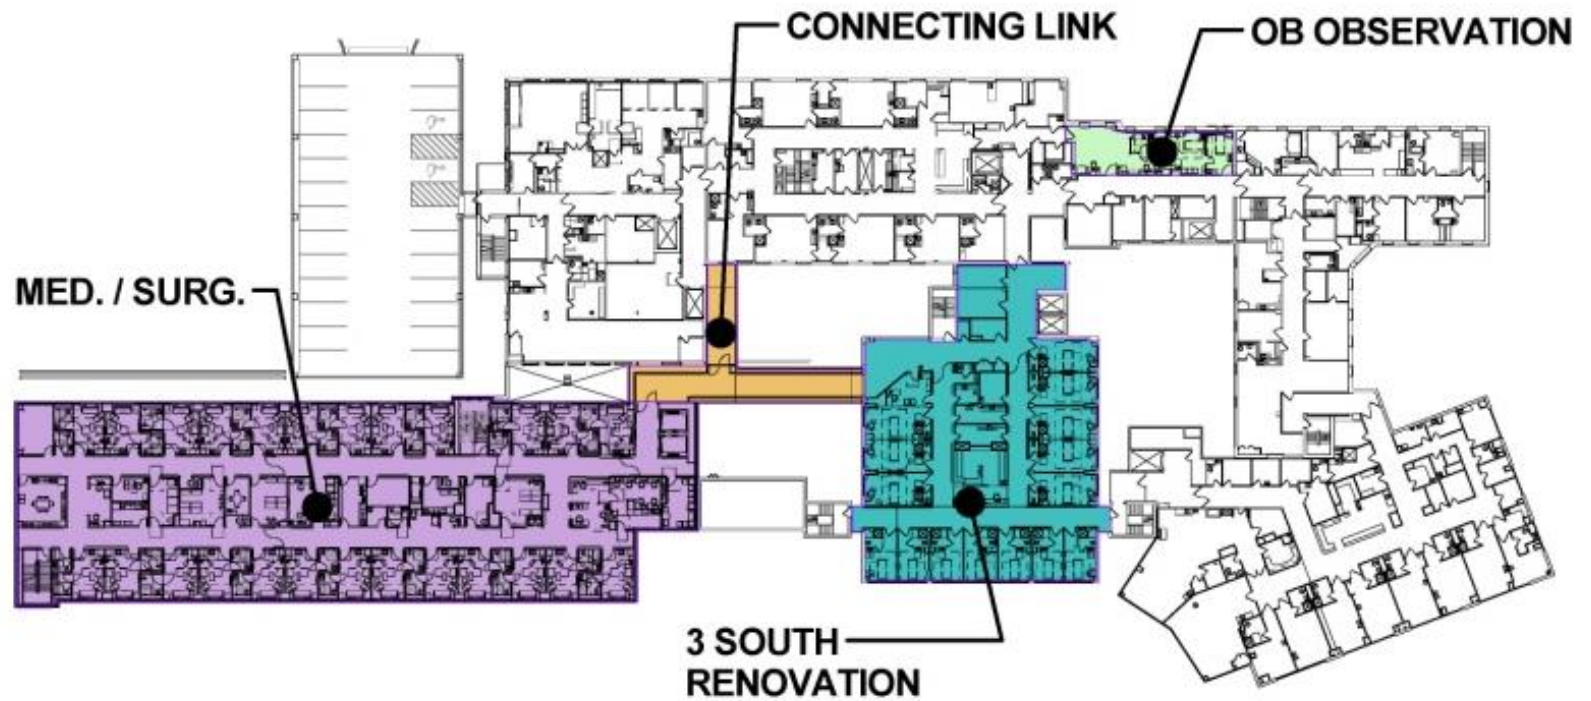 CONNECTING LINK
OB OBSERVATION
MED. / SURG.
3 SOUTH
RENOVATION